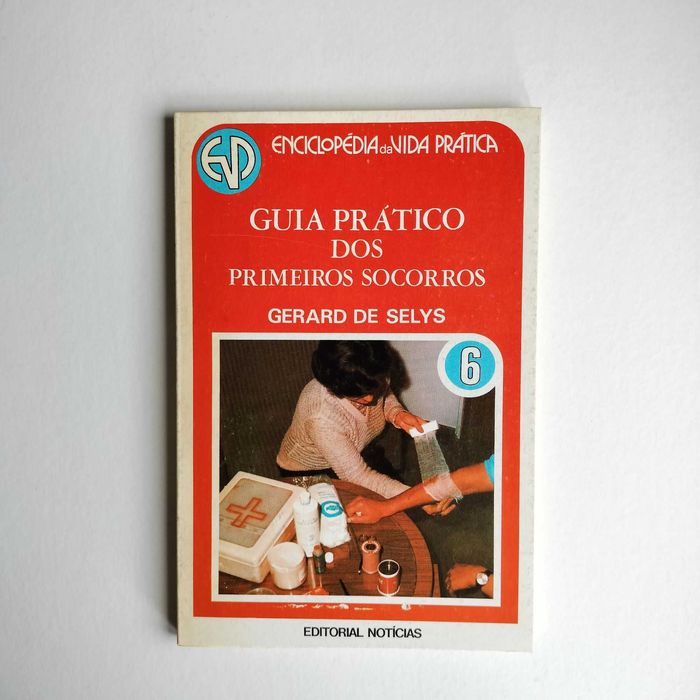 EVP
ENCICLOPÉDIA da VIDA PRÁTICA
GUIA PRÁTICO
DOS
PRIMEIROS SOCORROS
GERARD DE SELYS
6
EDITORIAL NOTÍCIAS